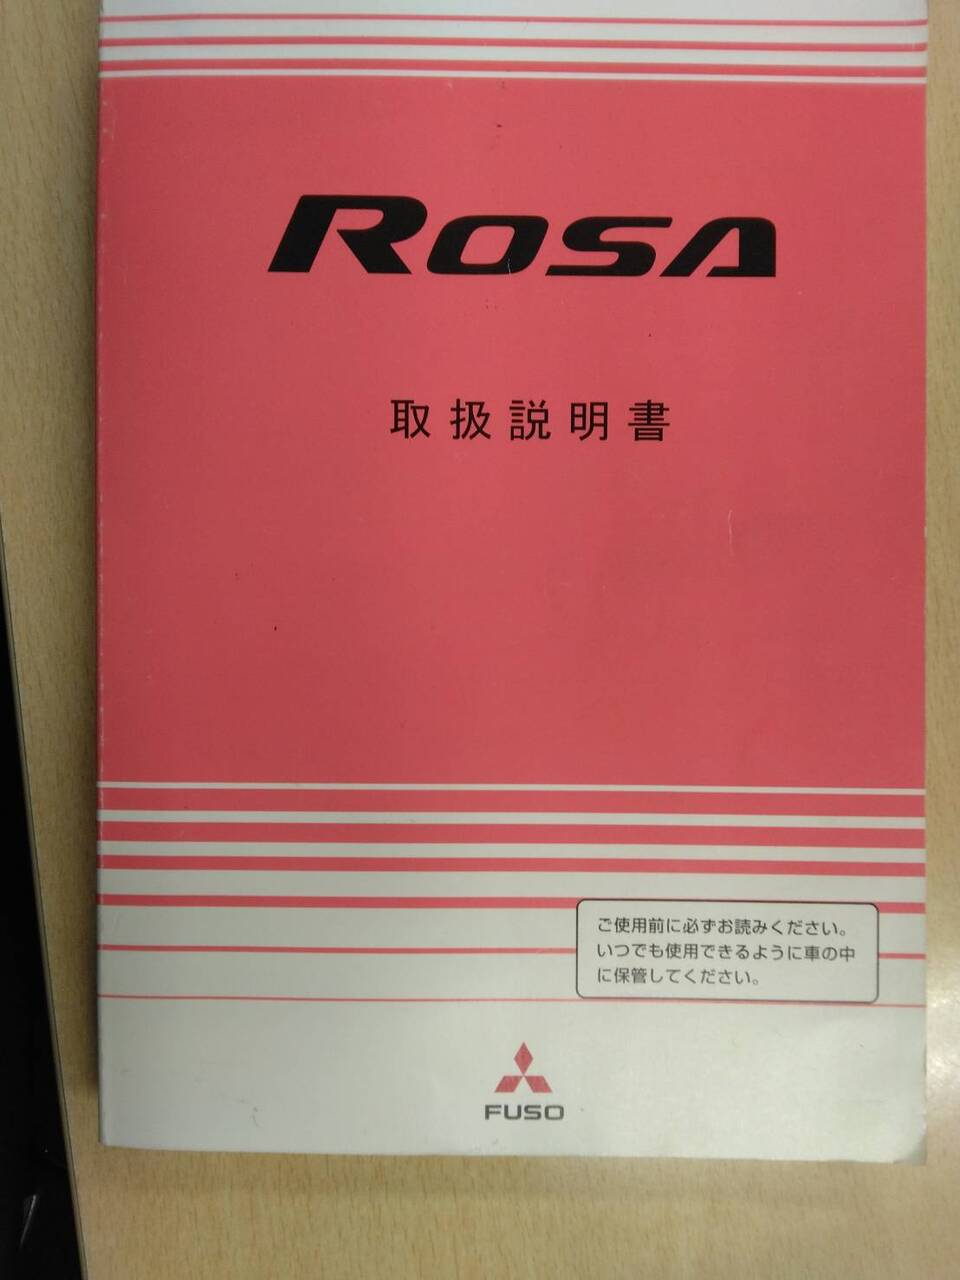 ROSA
取扱説明書
ご使用前に必ずお読みください。
いつでも使用できるように車の中
に保管してください。
FUSO